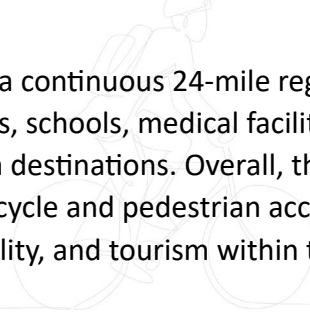 a continuous 24-mile reg
s, schools, medical facilit
destinations. Overall, th
cycle and pedestrian acc
lity, and tourism within